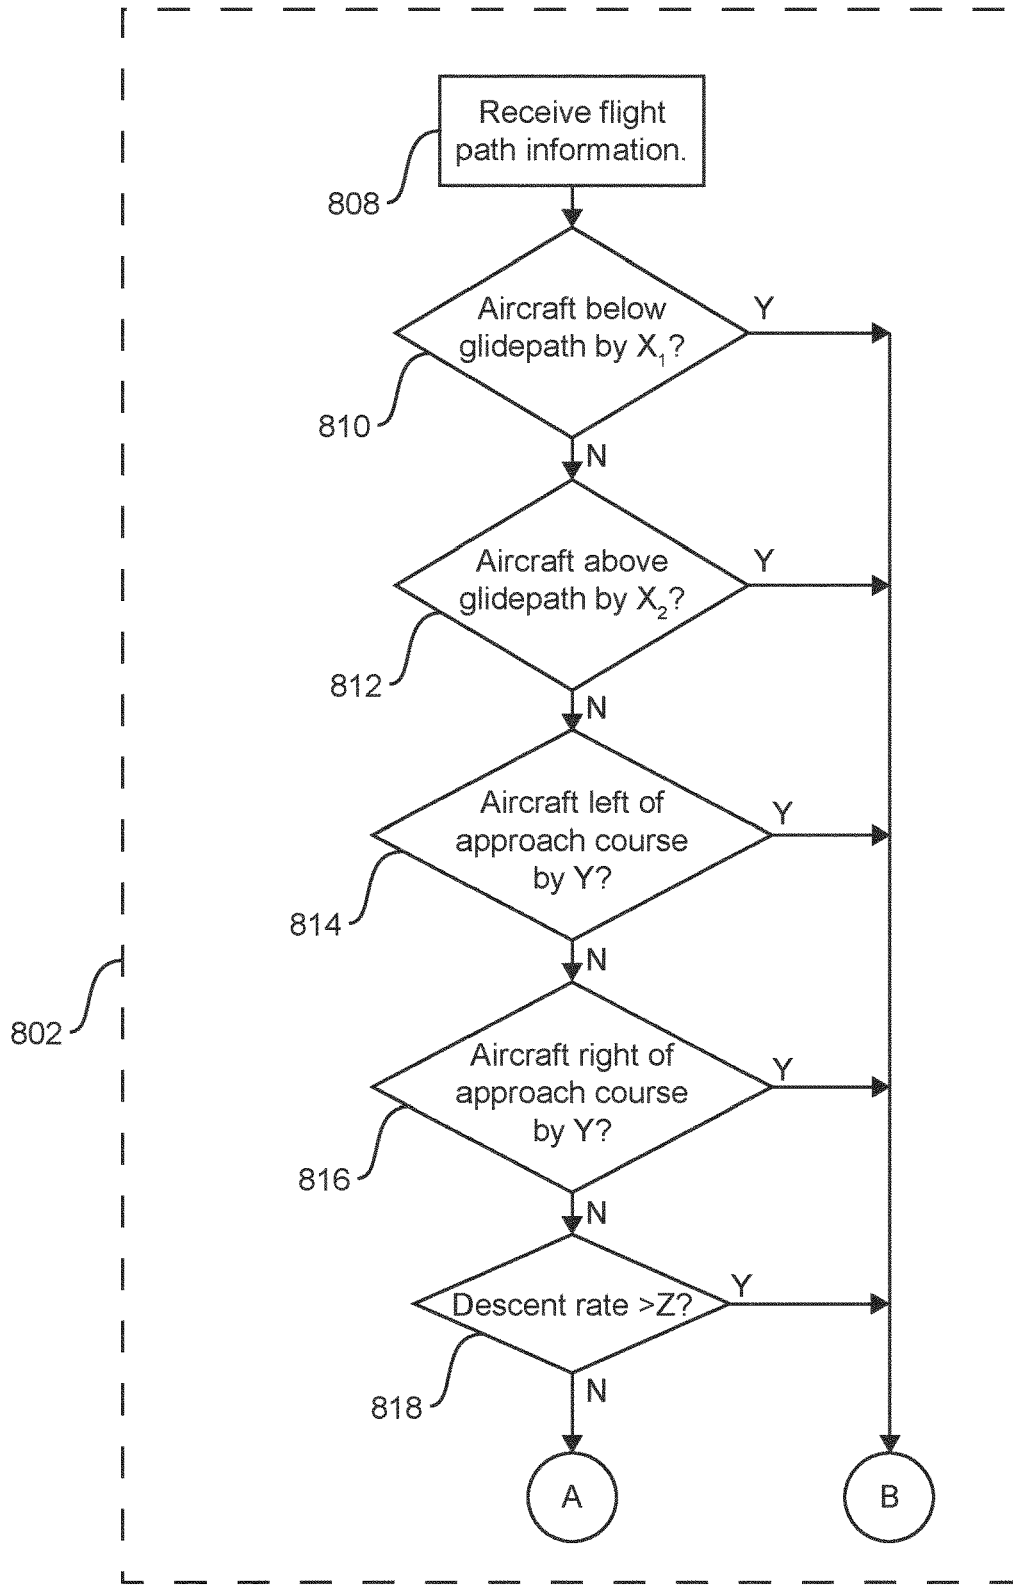 Receive flight
path information.
808
Aircraft below
glidepath by X₁?
Y
810
N
Aircraft above
glidepath by X₂?
Y
812
N
Aircraft left of
approach course
by Y?
Y
814
N
802
Aircraft right of
approach course
by Y?
Y
816
N
Descent rate >Z?
Y
818
N
A
B